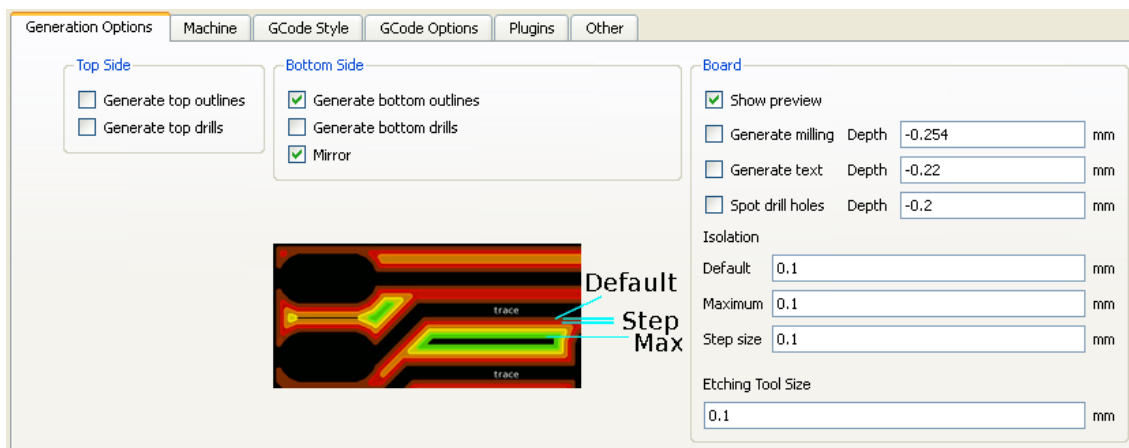 Generation Options Machine GCode Style GCode Options Plugins Other
Top Side
Generate top outlines
Generate top drills
Bottom Side
Generate bottom outlines
Generate bottom drills
Mirror
Default
trace
Step
Max
trace
Board
Show preview
Generate milling Depth -0.254 mm
Generate text Depth -0.22 mm
Spot drill holes Depth -0.2 mm
Isolation
Default 0.1 mm
Maximum 0.1 mm
Step size 0.1 mm
Etching Tool Size
0.1 mm